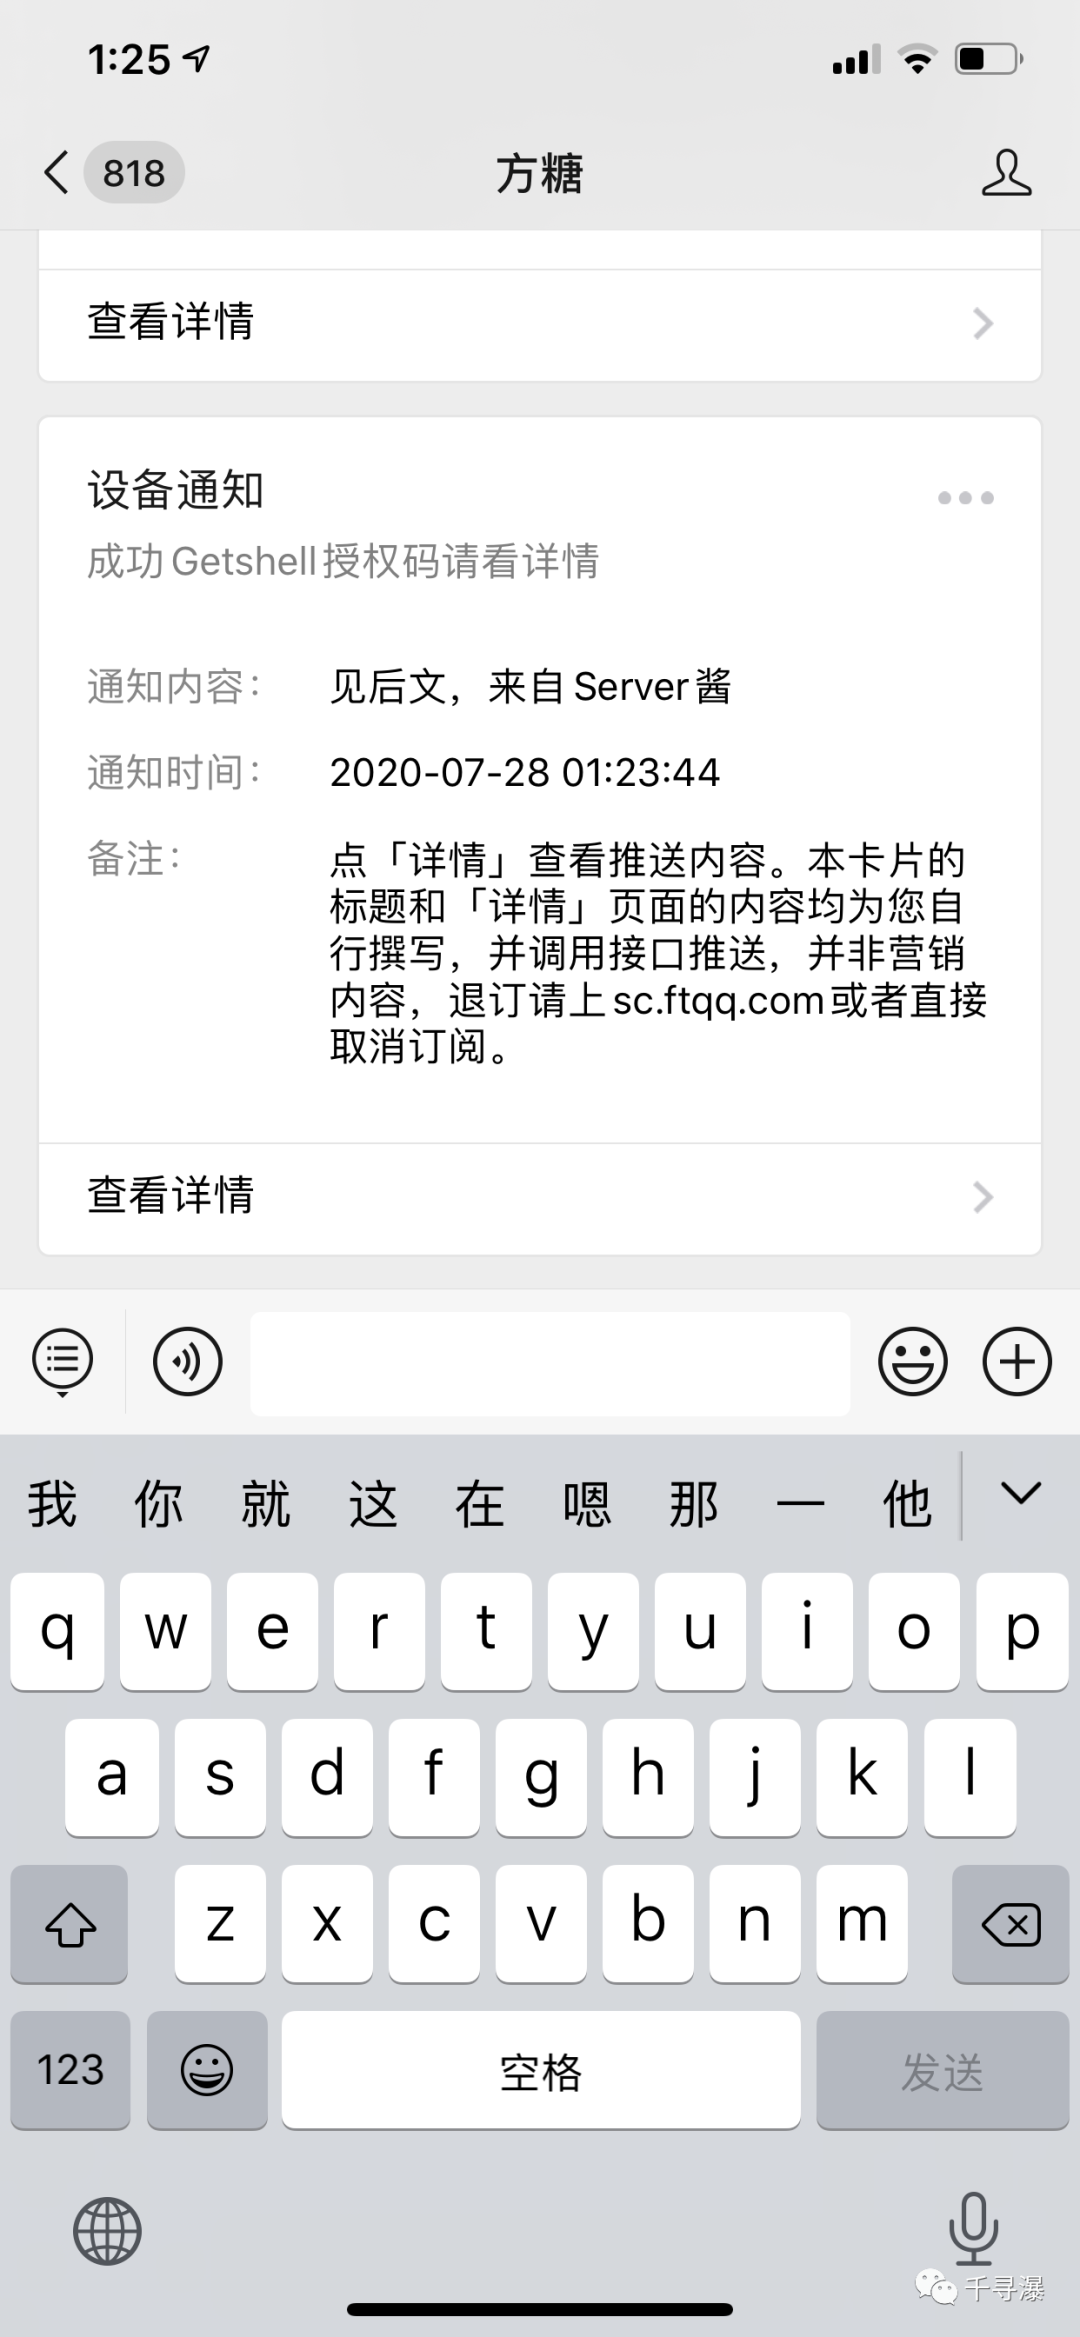 1:25
818
方糖
查看详情
设备通知
成功Getshell授权码请看详情
通知内容： 见后文，来自Server酱
通知时间： 2020-07-28 01:23:44
备注： 点「详情」查看推送内容。本卡片的
标题和「详情」页面的内容均为您自
行撰写，并调用接口推送，并非营销
内容，退订请上sc.ftqq.com或者直接
取消订阅。
查看详情
我 你 就 这 在 嗯 那 一 他
q w e r t y u i o p
a s d f g h j k l
z x c v b n m
123 空格 发送
千寻瀑